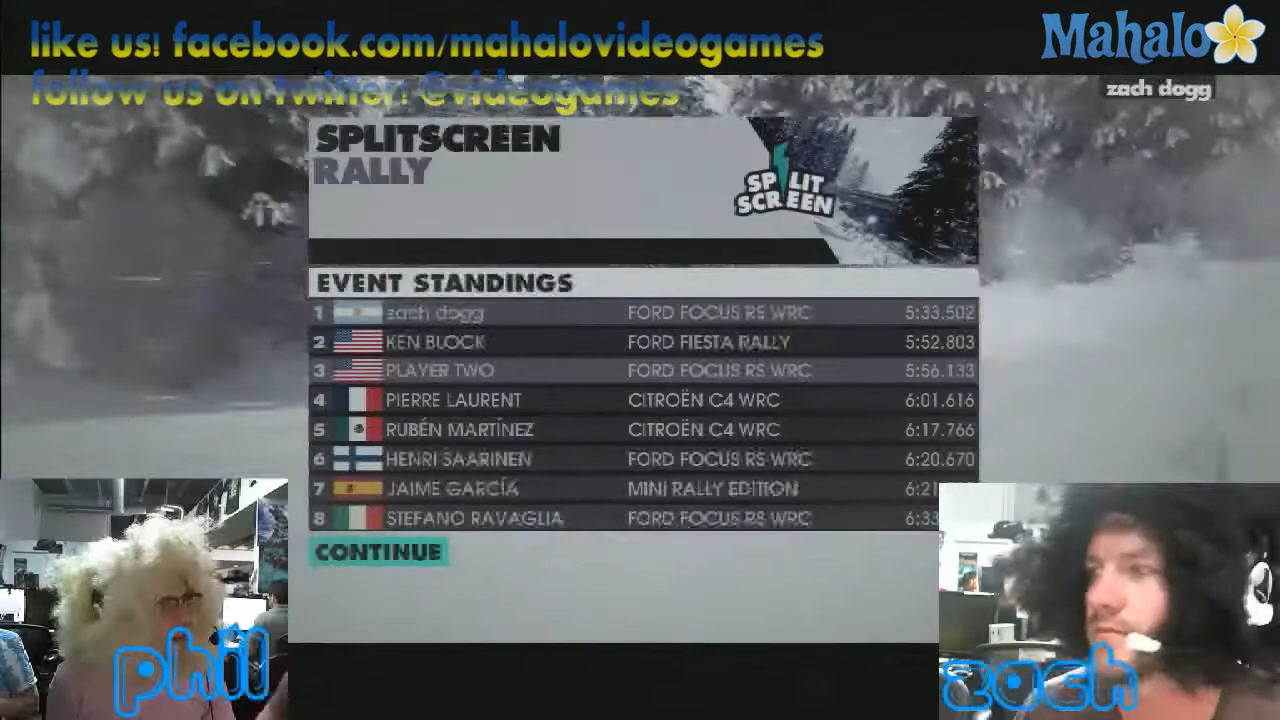 like us! facebook.com/mahalovideogames
Mahalo
follow us on twitter! @videogames
zach dogg
SPLITSCREEN
RALLY
SPLIT
SCREEN
EVENT STANDINGS
1 zach dogg FORD FOCUS RS WRC 5:33.502
2 KEN BLOCK FORD FIESTA RALLY 5:52.803
3 PLAYER TWO FORD FOCUS RS WRC 5:56.133
4 PIERRE LAURENT CITROËN C4 WRC 6:01.616
5 RUBÉN MARTÍNEZ CITROËN C4 WRC 6:17.766
6 HENRI SAARINEN FORD FOCUS RS WRC 6:20.670
7 JAIME GARCÍA MINI RALLY EDITION 6:21
8 STEFANO RAVAGLIA FORD FOCUS RS WRC 6:33
CONTINUE
phil
zach